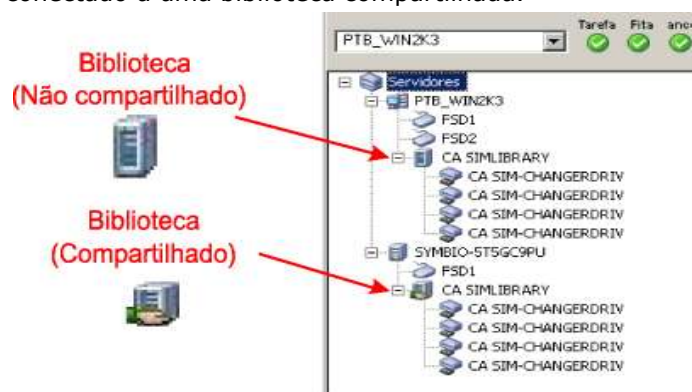 conectado a uma biblioteca compartilhada.
Biblioteca
(Não compartilhado)
Biblioteca
(Compartilhado)
PTB_WIN2K3
Tarefa Fita
Servidores
PTB_WIN2K3
FSD1
FSD2
CA SIMLIBRARY
CA SIM-CHANGERDRIV
CA SIM-CHANGERDRIV
CA SIM-CHANGERDRIV
CA SIM-CHANGERDRIV
SYMBIO-5T5GC9PU
FSD1
CA SIMLIBRARY
CA SIM-CHANGERDRIV
CA SIM-CHANGERDRIV
CA SIM-CHANGERDRIV
CA SIM-CHANGERDRIV